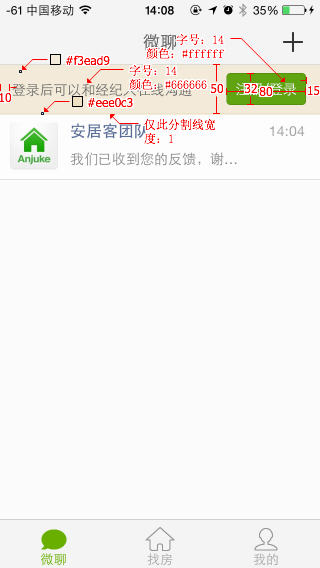 -61 中国移动 14:08 35%
微聊
字号：14
颜色：#ffffff
#f3ead9
登录后可以和经纪人在线沟通
字号：14
颜色：#666666
10
50
32
80
15
登录
#eee0c3
仅此分割线宽
度：1
安居客团队
14:04
我们已收到您的反馈，谢...
Anjuke
微聊
找房
我的